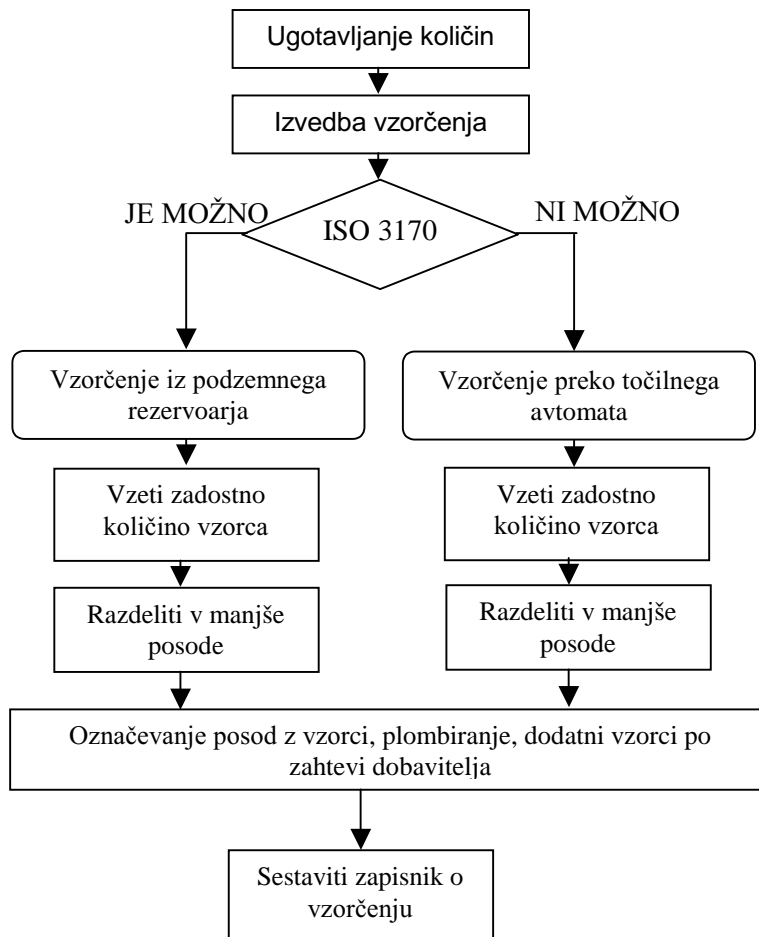 Ugotavljanje količin
Izvedba vzorčenja
JE MOŽNO
NI MOŽNO
ISO 3170
Vzorčenje iz podzemnega
rezervoarja
Vzorčenje preko točilnega
avtomata
Vzeti zadostno
količino vzorca
Vzeti zadostno
količino vzorca
Razdeliti v manjše
posode
Razdeliti v manjše
posode
Označevanje posod z vzorci, plombiranje, dodatni vzorci po
zahtevi dobavitelja
Sestaviti zapisnik o
vzorčenju